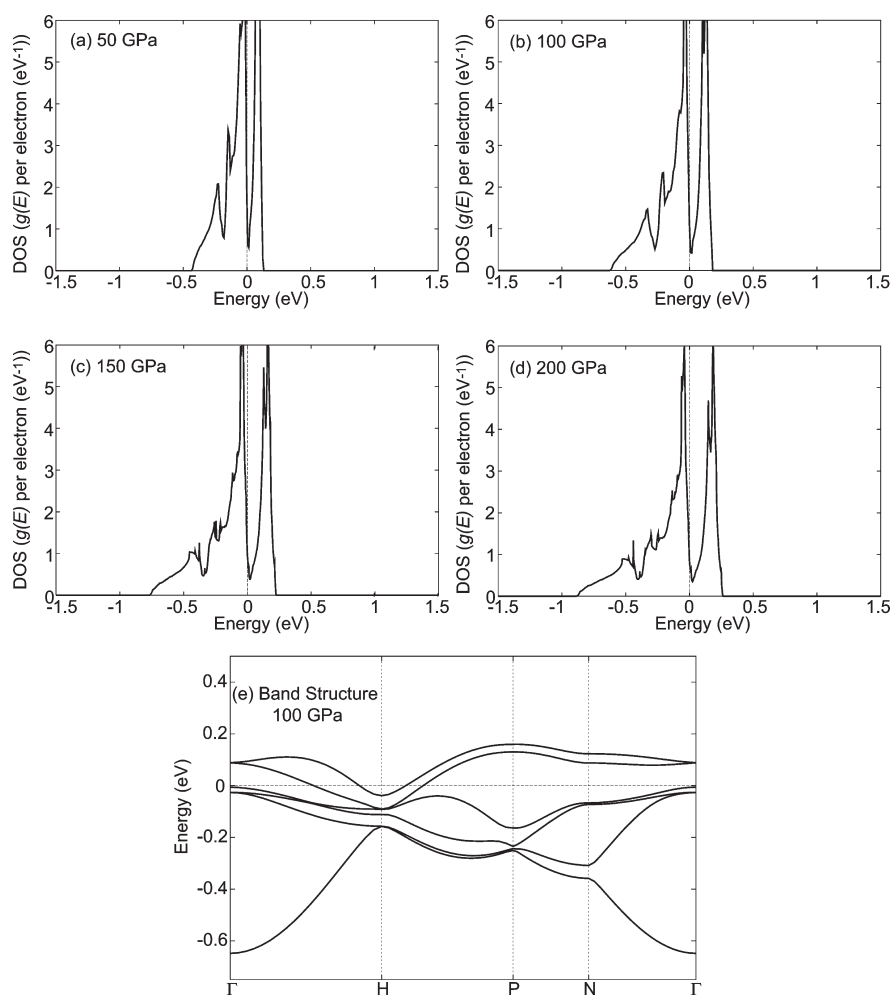 (a) 50 GPa
DOS (g(E) per electron (eV-1))
6
5
4
3
2
1
0
-1.5 -1 -0.5 0 0.5 1 1.5
Energy (eV)
(b) 100 GPa
DOS (g(E) per electron (eV-1))
6
5
4
3
2
1
0
-1.5 -1 -0.5 0 0.5 1 1.5
Energy (eV)
(c) 150 GPa
DOS (g(E) per electron (eV-1))
6
5
4
3
2
1
0
-1.5 -1 -0.5 0 0.5 1 1.5
Energy (eV)
(d) 200 GPa
DOS (g(E) per electron (eV-1))
6
5
4
3
2
1
0
-1.5 -1 -0.5 0 0.5 1 1.5
Energy (eV)
(e) Band Structure
100 GPa
Energy (eV)
0.4
0.2
0
-0.2
-0.4
-0.6
Γ H P N Γ